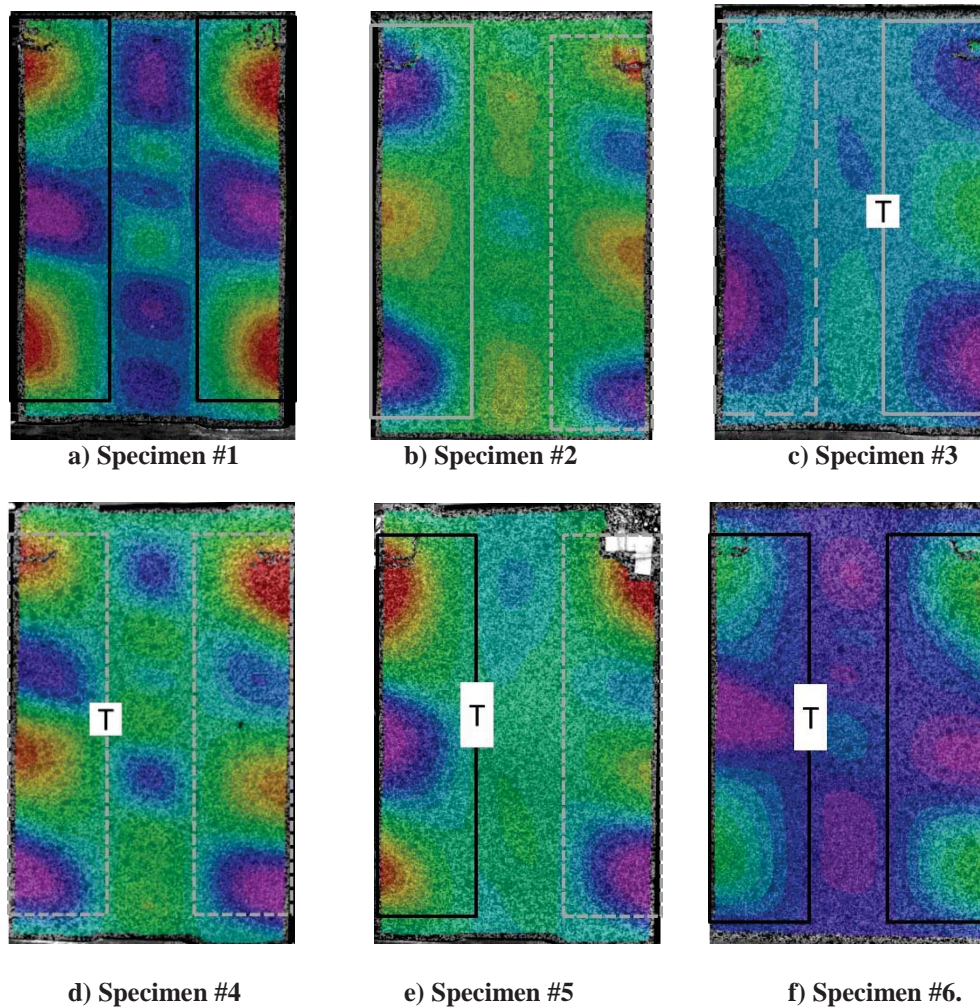 a) Specimen #1
b) Specimen #2
c) Specimen #3
T
d) Specimen #4
e) Specimen #5
f) Specimen #6.
T
T
T